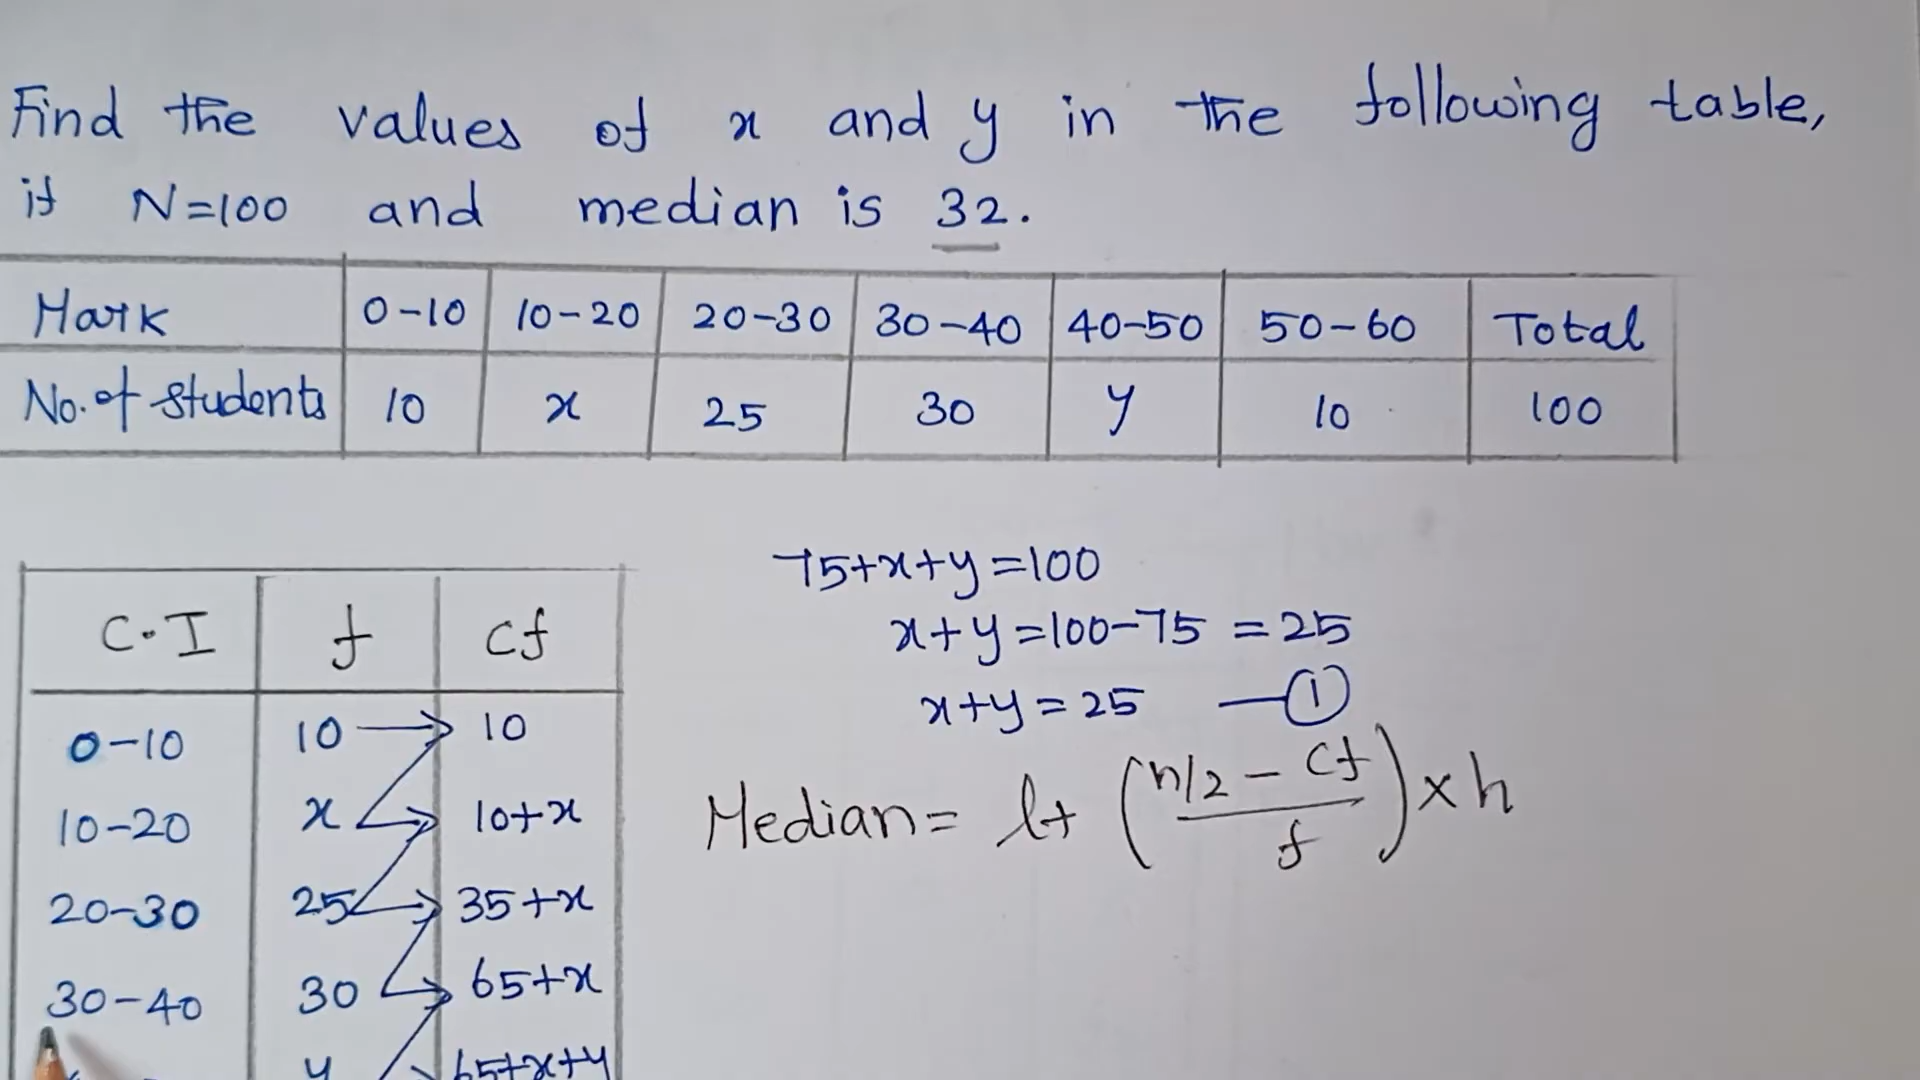 Find the values of x and y in the following table,
if N=100 and median is 32.
Mark 0-10 10-20 20-30 30-40 40-50 50-60 Total
No. of students 10 x 25 30 y 10 100
75+x+y=100
x+y=100-75 = 25
x+y=25 —①
Median= l+ (n/2 - cf / f) × h
C.I f Cf
0-10 10 10
10-20 x 10+x
20-30 25 35+x
30-40 30 65+x
y 65+x+y